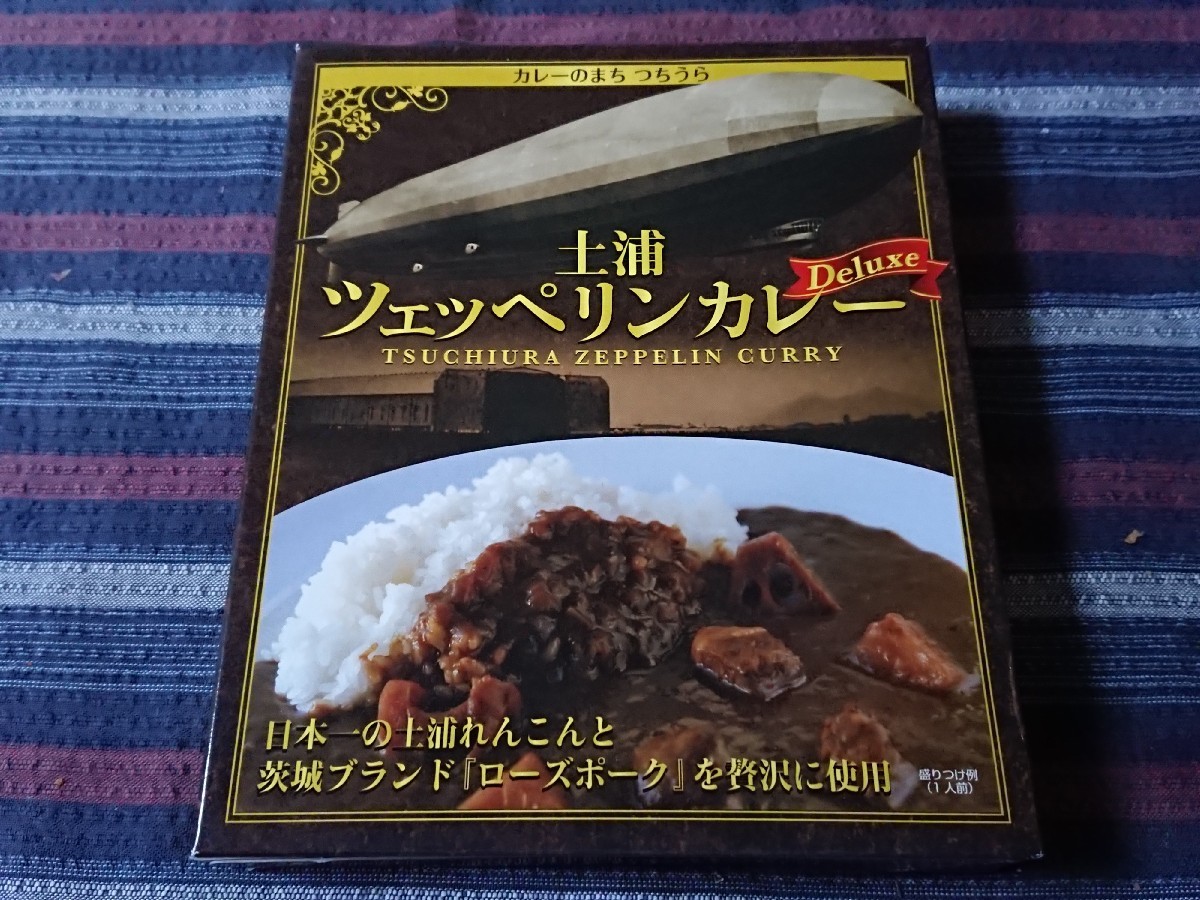 カレーのまち つちうら
土浦
ツェッペリンカレー
Deluxe
TSUCHIURA ZEPPELIN CURRY
日本一の土浦れんこんと
茨城ブランド『ローズポーク』を贅沢に使用
盛りつけ例
(1人前)